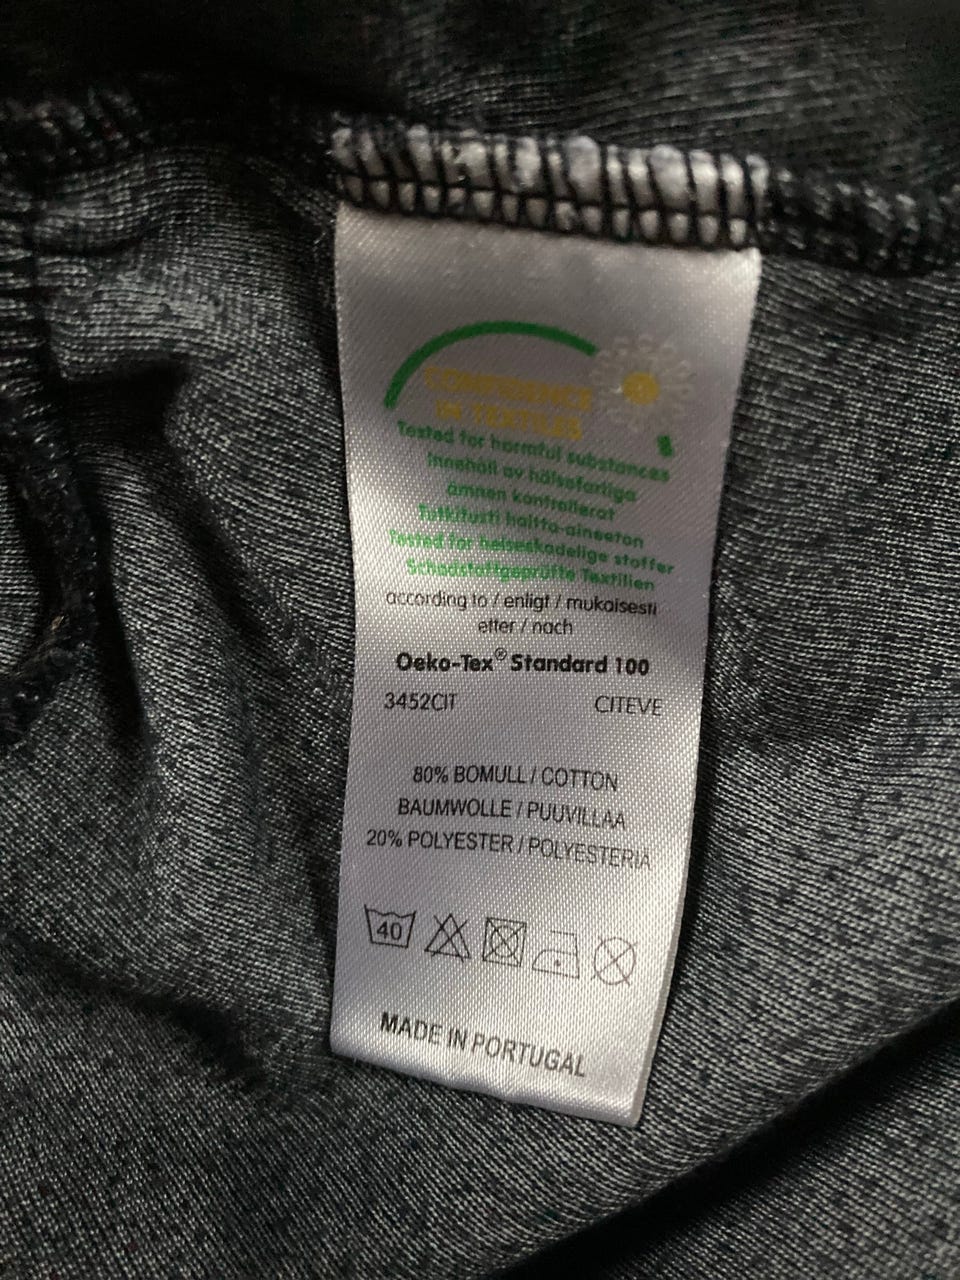 CONFIDENCE
IN TEXTILES
Tested for harmful substances
Innehåll av hälsofarliga
ämnen kontrollerat
Tutkitusti haitta-aineeton
Tested for helseskadelige stoffer
Schadstoffgeprüfte Textilien
according to / enligt / mukaisesti
etter / nach
Oeko-Tex® Standard 100
3452CIT CITEVE
80% BOMULL / COTTON
BAUMWOLLE / PUUVILLAA
20% POLYESTER / POLYESTERIA
40
MADE IN PORTUGAL